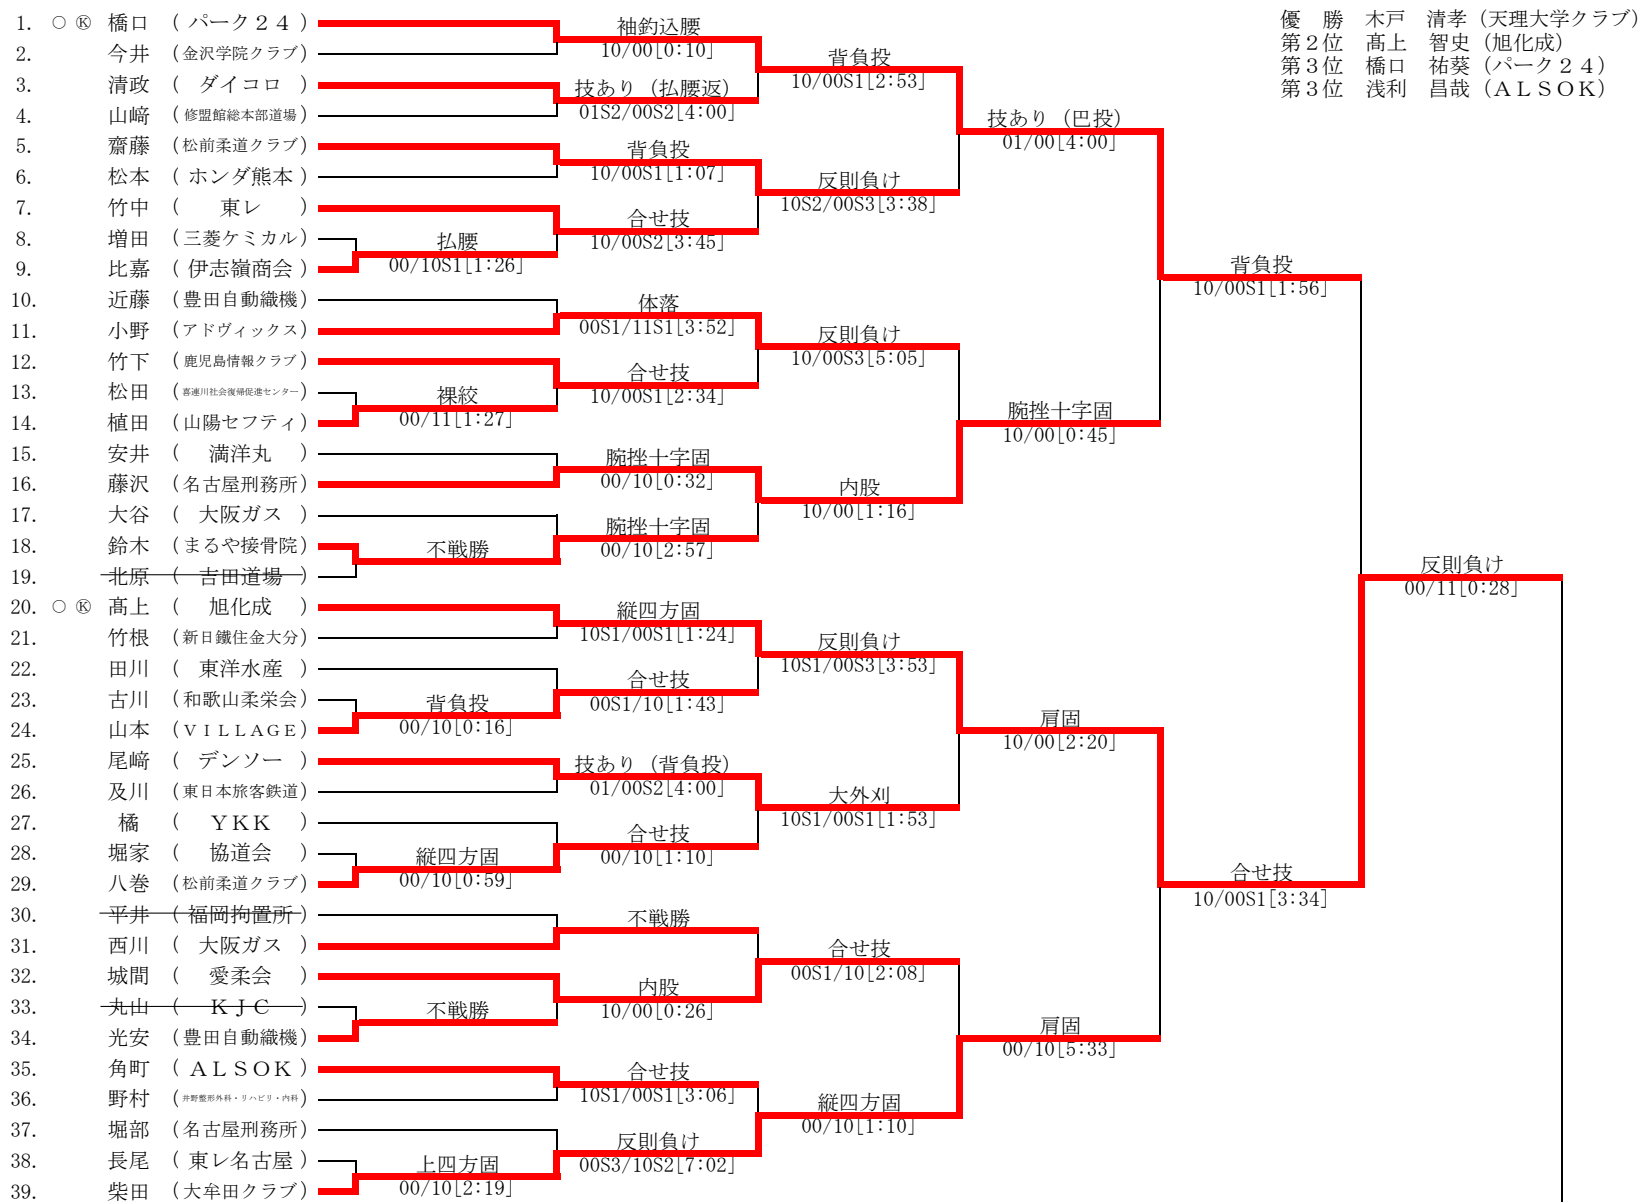 優　勝　木戸　清孝（天理大学クラブ）
第２位　髙上　智史（旭化成）
第３位　橋口　祐葵（パーク２４）
第３位　浅利　昌哉（ＡＬＳＯＫ）
1. ○ Ⓚ 橋口 （ パーク２４ ）
2. 今井 （金沢学院クラブ）
3. 清政 （ ダイコロ ）
4. 山﨑 （修盟館総本部道場）
5. 齋藤 （松前柔道クラブ）
6. 松本 （ ホンダ熊本 ）
7. 竹中 （ 東レ ）
8. 増田 （三菱ケミカル）
9. 比嘉 （ 伊志嶺商会 ）
10. 近藤 （豊田自動織機）
11. 小野 （アドヴィックス）
12. 竹下 （鹿児島情報クラブ）
13. 松田 （喜連川社会復帰促進センター）
14. 植田 （山陽セフティ）
15. 安井 （ 満洋丸 ）
16. 藤沢 （名古屋刑務所）
17. 大谷 （ 大阪ガス ）
18. 鈴木 （まるや接骨院）
19. 北原 （ 吉田道場 ）
20. ○ Ⓚ 髙上 （ 旭化成 ）
21. 竹根 （新日鐵住金大分）
22. 田川 （ 東洋水産 ）
23. 古川 （和歌山柔栄会）
24. 山本 （ＶＩＬＬＡＧＥ）
25. 尾﨑 （ デンソー ）
26. 及川 （東日本旅客鉄道）
27. 橘 （ ＹＫＫ ）
28. 堀家 （ 協道会 ）
29. 八巻 （松前柔道クラブ）
30. 平井 （ 福岡拘置所 ）
31. 西川 （ 大阪ガス ）
32. 城間 （ 愛柔会 ）
33. 丸山 （ ＫＪＣ ）
34. 光安 （豊田自動織機）
35. 角町 （ ＡＬＳＯＫ ）
36. 野村 （井野整形外科・リハビリ・内科）
37. 堀部 （名古屋刑務所）
38. 長尾 （ 東レ名古屋 ）
39. 柴田 （大牟田クラブ）
払腰
00/10S1[1:26]
裸絞
00/11[1:27]
不戦勝
背負投
00/10[0:16]
縦四方固
00/10[0:59]
不戦勝
上四方固
00/10[2:19]
袖釣込腰
10/00[0:10]
技あり（払腰返）
01S2/00S2[4:00]
背負投
10/00S1[1:07]
合せ技
10/00S2[3:45]
体落
00S1/11S1[3:52]
合せ技
10/00S1[2:34]
腕挫十字固
00/10[0:32]
腕挫十字固
00/10[2:57]
縦四方固
10S1/00S1[1:24]
合せ技
00S1/10[1:43]
技あり（背負投）
01/00S2[4:00]
合せ技
00/10[1:10]
不戦勝
内股
10/00[0:26]
合せ技
10S1/00S1[3:06]
反則負け
00S3/10S2[7:02]
背負投
10/00S1[2:53]
反則負け
10S2/00S3[3:38]
反則負け
10/00S3[5:05]
内股
10/00[1:16]
反則負け
10S1/00S3[3:53]
大外刈
10S1/00S1[1:53]
合せ技
00S1/10[2:08]
縦四方固
00/10[1:10]
技あり（巴投）
01/00[4:00]
腕挫十字固
10/00[0:45]
肩固
10/00[2:20]
肩固
00/10[5:33]
背負投
10/00S1[1:56]
合せ技
10/00S1[3:34]
反則負け
00/11[0:28]